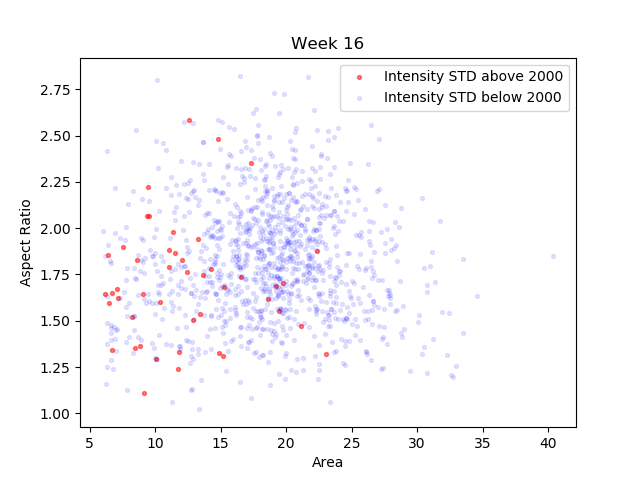 Week 16
Intensity STD above 2000
Intensity STD below 2000
2.75
2.50
2.25
2.00
1.75
1.50
1.25
1.00
Aspect Ratio
5 10 15 20 25 30 35 40
Area